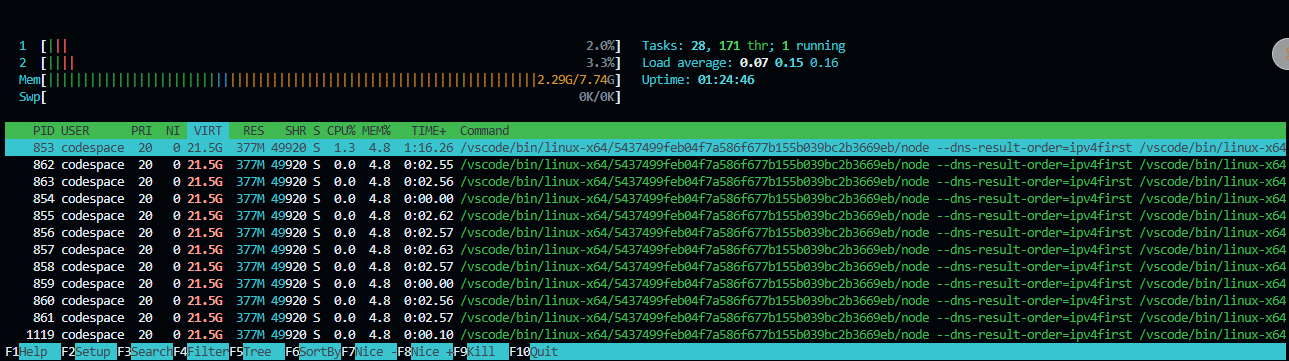 1 [||| 2.0%] Tasks: 28, 171 thr; 1 running
2 [|||| 3.3%] Load average: 0.07 0.15 0.16
Mem[||||||||||||||||||||||||||||||||||||||||||||||||||||||||||||||||||||||2.29G/7.74G] Uptime: 01:24:46
Swp[ 0K/0K]
PID USER PRI NI VIRT RES SHR S CPU% MEM% TIME+ Command
853 codespace 20 0 21.5G 377M 49920 S 1.3 4.8 1:16.26 /vscode/bin/linux-x64/5437499feb04f7a586f677b155b039bc2b3669eb/node --dns-result-order=ipv4first /vscode/bin/linux-x64
862 codespace 20 0 21.5G 377M 49920 S 0.0 4.8 0:02.55 /vscode/bin/linux-x64/5437499feb04f7a586f677b155b039bc2b3669eb/node --dns-result-order=ipv4first /vscode/bin/linux-x64
863 codespace 20 0 21.5G 377M 49920 S 0.0 4.8 0:02.56 /vscode/bin/linux-x64/5437499feb04f7a586f677b155b039bc2b3669eb/node --dns-result-order=ipv4first /vscode/bin/linux-x64
854 codespace 20 0 21.5G 377M 49920 S 0.0 4.8 0:00.00 /vscode/bin/linux-x64/5437499feb04f7a586f677b155b039bc2b3669eb/node --dns-result-order=ipv4first /vscode/bin/linux-x64
855 codespace 20 0 21.5G 377M 49920 S 0.0 4.8 0:02.62 /vscode/bin/linux-x64/5437499feb04f7a586f677b155b039bc2b3669eb/node --dns-result-order=ipv4first /vscode/bin/linux-x64
856 codespace 20 0 21.5G 377M 49920 S 0.0 4.8 0:02.57 /vscode/bin/linux-x64/5437499feb04f7a586f677b155b039bc2b3669eb/node --dns-result-order=ipv4first /vscode/bin/linux-x64
857 codespace 20 0 21.5G 377M 49920 S 0.0 4.8 0:02.63 /vscode/bin/linux-x64/5437499feb04f7a586f677b155b039bc2b3669eb/node --dns-result-order=ipv4first /vscode/bin/linux-x64
858 codespace 20 0 21.5G 377M 49920 S 0.0 4.8 0:02.57 /vscode/bin/linux-x64/5437499feb04f7a586f677b155b039bc2b3669eb/node --dns-result-order=ipv4first /vscode/bin/linux-x64
859 codespace 20 0 21.5G 377M 49920 S 0.0 4.8 0:00.00 /vscode/bin/linux-x64/5437499feb04f7a586f677b155b039bc2b3669eb/node --dns-result-order=ipv4first /vscode/bin/linux-x64
860 codespace 20 0 21.5G 377M 49920 S 0.0 4.8 0:02.56 /vscode/bin/linux-x64/5437499feb04f7a586f677b155b039bc2b3669eb/node --dns-result-order=ipv4first /vscode/bin/linux-x64
861 codespace 20 0 21.5G 377M 49920 S 0.0 4.8 0:02.57 /vscode/bin/linux-x64/5437499feb04f7a586f677b155b039bc2b3669eb/node --dns-result-order=ipv4first /vscode/bin/linux-x64
1119 codespace 20 0 21.5G 377M 49920 S 0.0 4.8 0:00.10 /vscode/bin/linux-x64/5437499feb04f7a586f677b155b039bc2b3669eb/node --dns-result-order=ipv4first /vscode/bin/linux-x64
F1Help F2Setup F3SearchF4FilterF5Tree F6SortByF7Nice -F8Nice +F9Kill F10Quit